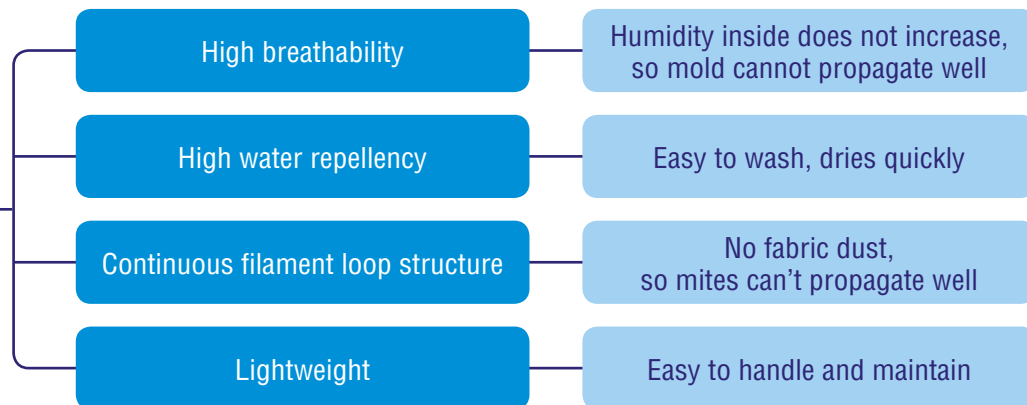 High breathability
Humidity inside does not increase,
so mold cannot propagate well
High water repellency
Easy to wash, dries quickly
Continuous filament loop structure
No fabric dust,
so mites can’t propagate well
Lightweight
Easy to handle and maintain